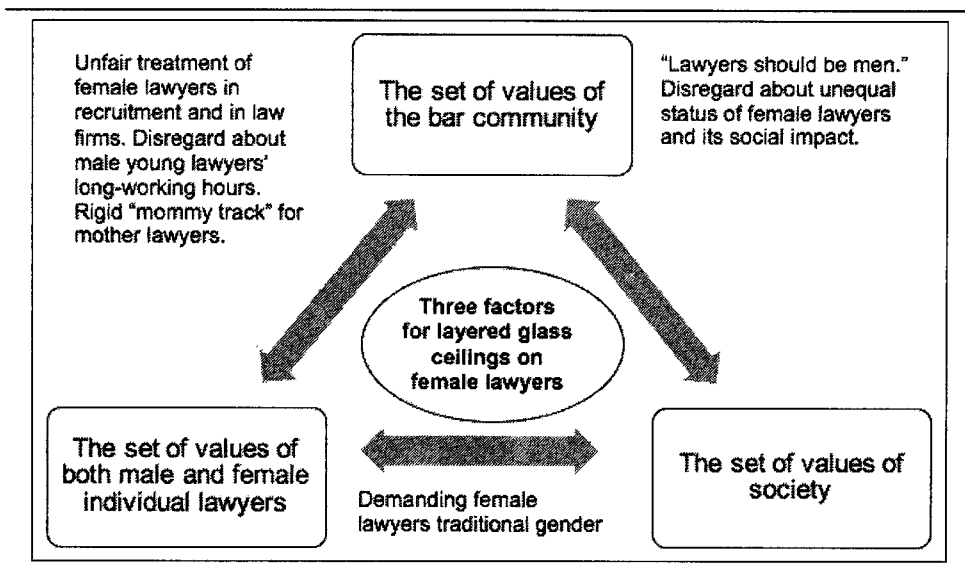 Unfair treatment of
female lawyers in
recruitment and in law
firms. Disregard about
male young lawyers'
long-working hours.
Rigid "mommy track" for
mother lawyers.
The set of values of
the bar community
"Lawyers should be men."
Disregard about unequal
status of female lawyers
and its social impact.
Three factors
for layered glass
ceilings on
female lawyers
The set of values of
both male and female
individual lawyers
Demanding female
lawyers traditional gender
The set of values of
society